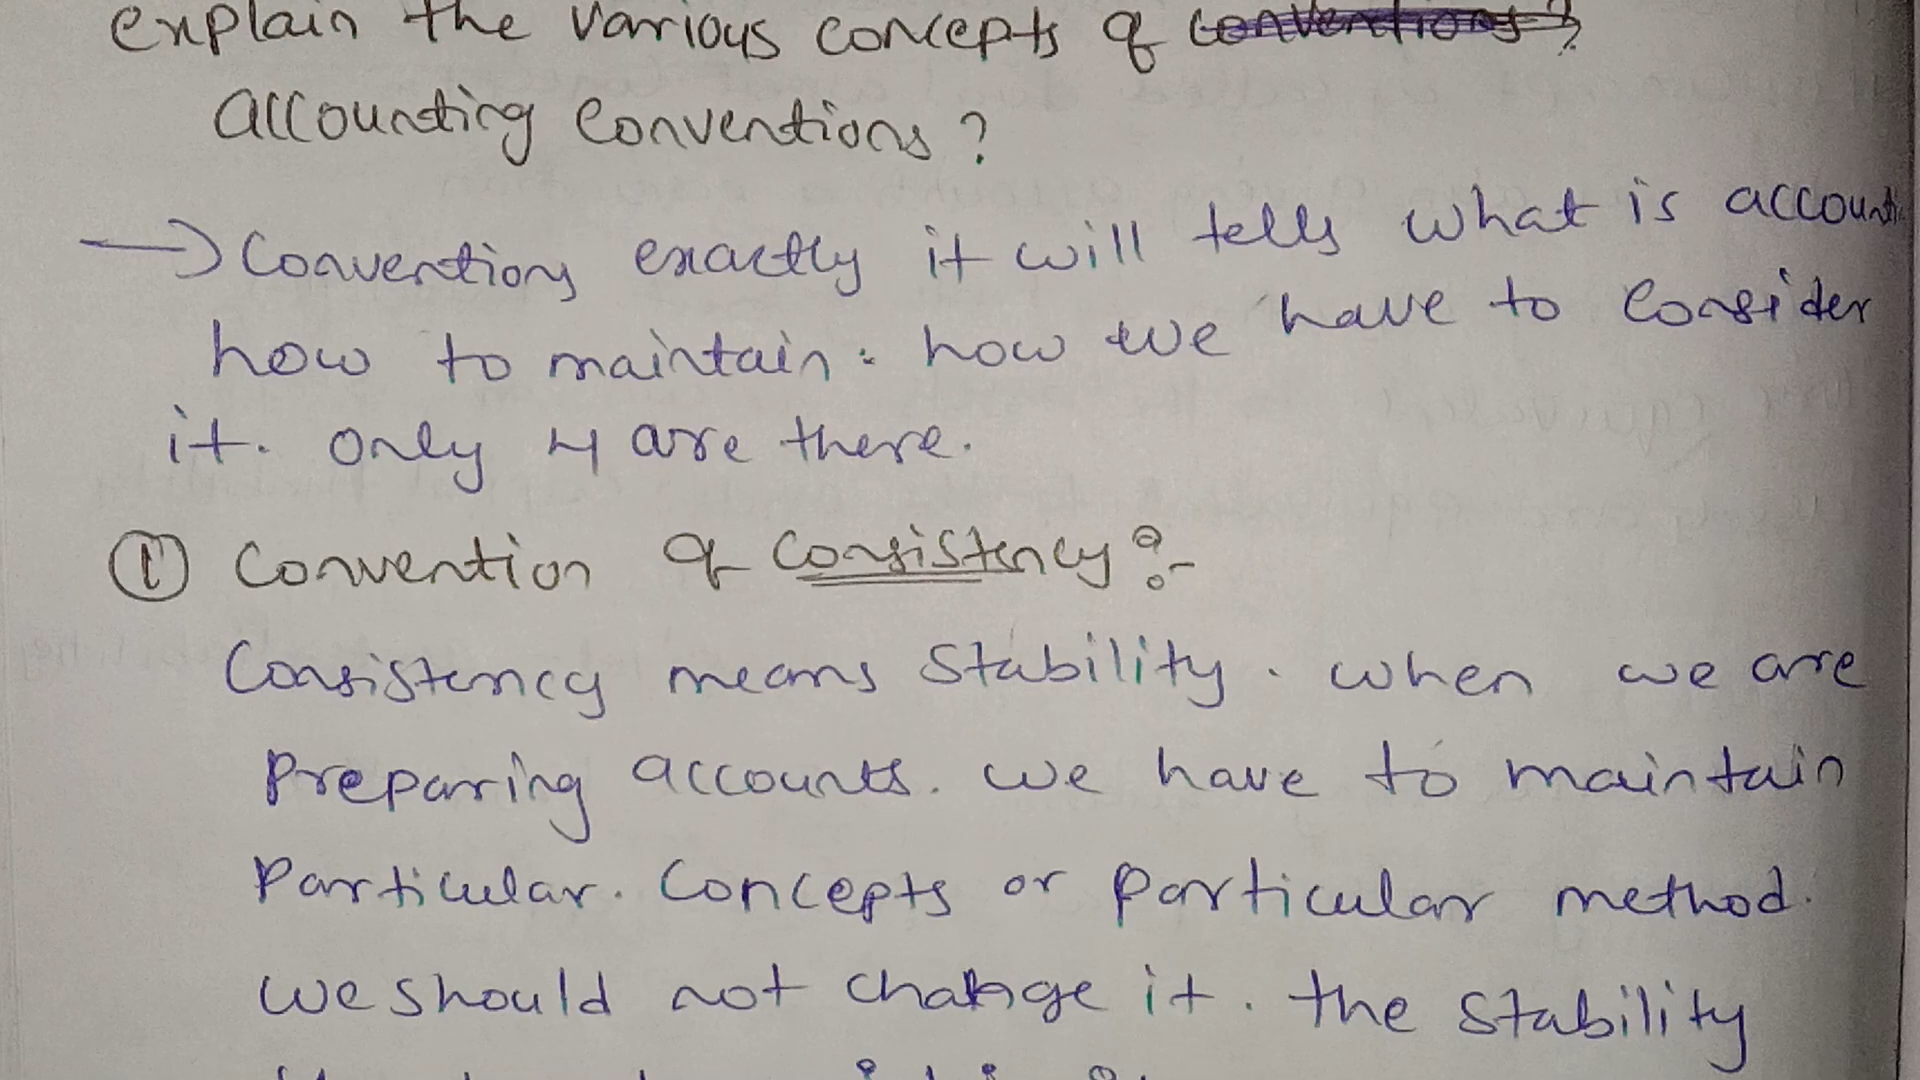 explain the various concepts of conventions?
accounting conventions?
→ Conventions exactly it will tells what is account
how to maintain. how we have to consider
it. only 4 are there.
① Convention of Consistency:-
Consistency means Stability. when we are
Preparing accounts. we have to maintain
Particular. Concepts or particular method.
we should not change it. the stability